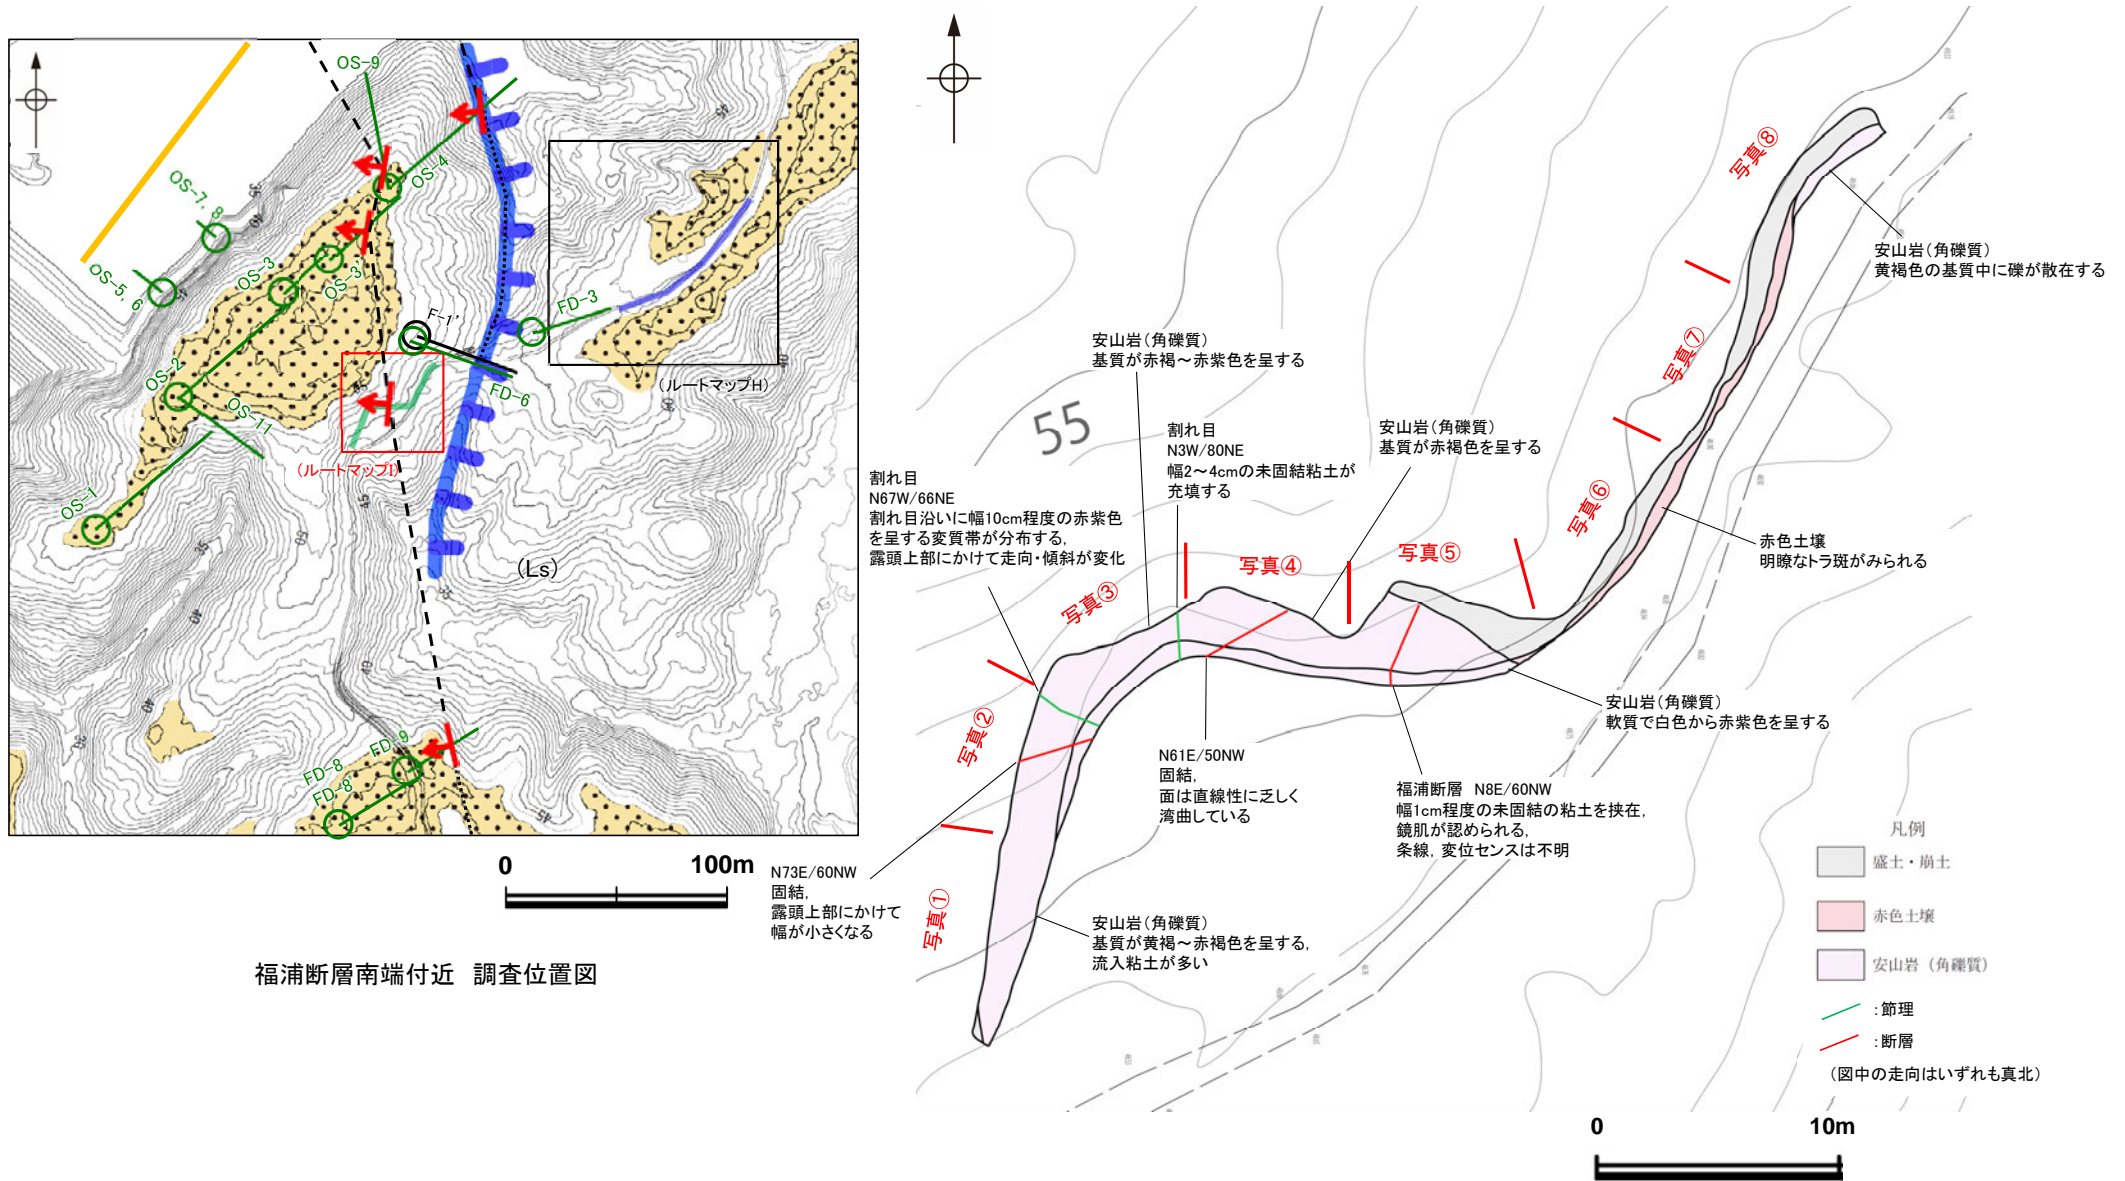 OS-9
OS-4
OS-7, 8
OS-5, 6
OS-3
OS-3'
F-1'
FD-3
(ルートマップH)
OS-2
OS-11
FD-6
(ルートマップI)
OS-1
(Ls)
FD-9
FD-8
FD-8'
35
40
45
45
45
35
40
40
40
45
0 100m
福浦断層南端付近 調査位置図
55
写真①
写真②
写真③
写真④
写真⑤
写真⑥
写真⑦
写真⑧
安山岩(角礫質)
黄褐色の基質中に礫が散在する
安山岩(角礫質)
基質が赤褐～赤紫色を呈する
割れ目
N3W/80NE
幅2～4cmの未固結粘土が
充填する
安山岩(角礫質)
基質が赤褐色を呈する
割れ目
N67W/66NE
割れ目沿いに幅10cm程度の赤紫色
を呈する変質帯が分布する,
露頭上部にかけて走向・傾斜が変化
赤色土壌
明瞭なトラ斑がみられる
安山岩(角礫質)
軟質で白色から赤紫色を呈する
N61E/50NW
固結,
面は直線性に乏しく
湾曲している
福浦断層 N8E/60NW
幅1cm程度の未固結の粘土を挟在,
鏡肌が認められる,
条線, 変位センスは不明
N73E/60NW
固結,
露頭上部にかけて
幅が小さくなる
安山岩(角礫質)
基質が黄褐～赤褐色を呈する,
流入粘土が多い
凡例
盛土・崩土
赤色土壌
安山岩（角礫質）
:節理
:断層
(図中の走向はいずれも真北)
0 10m